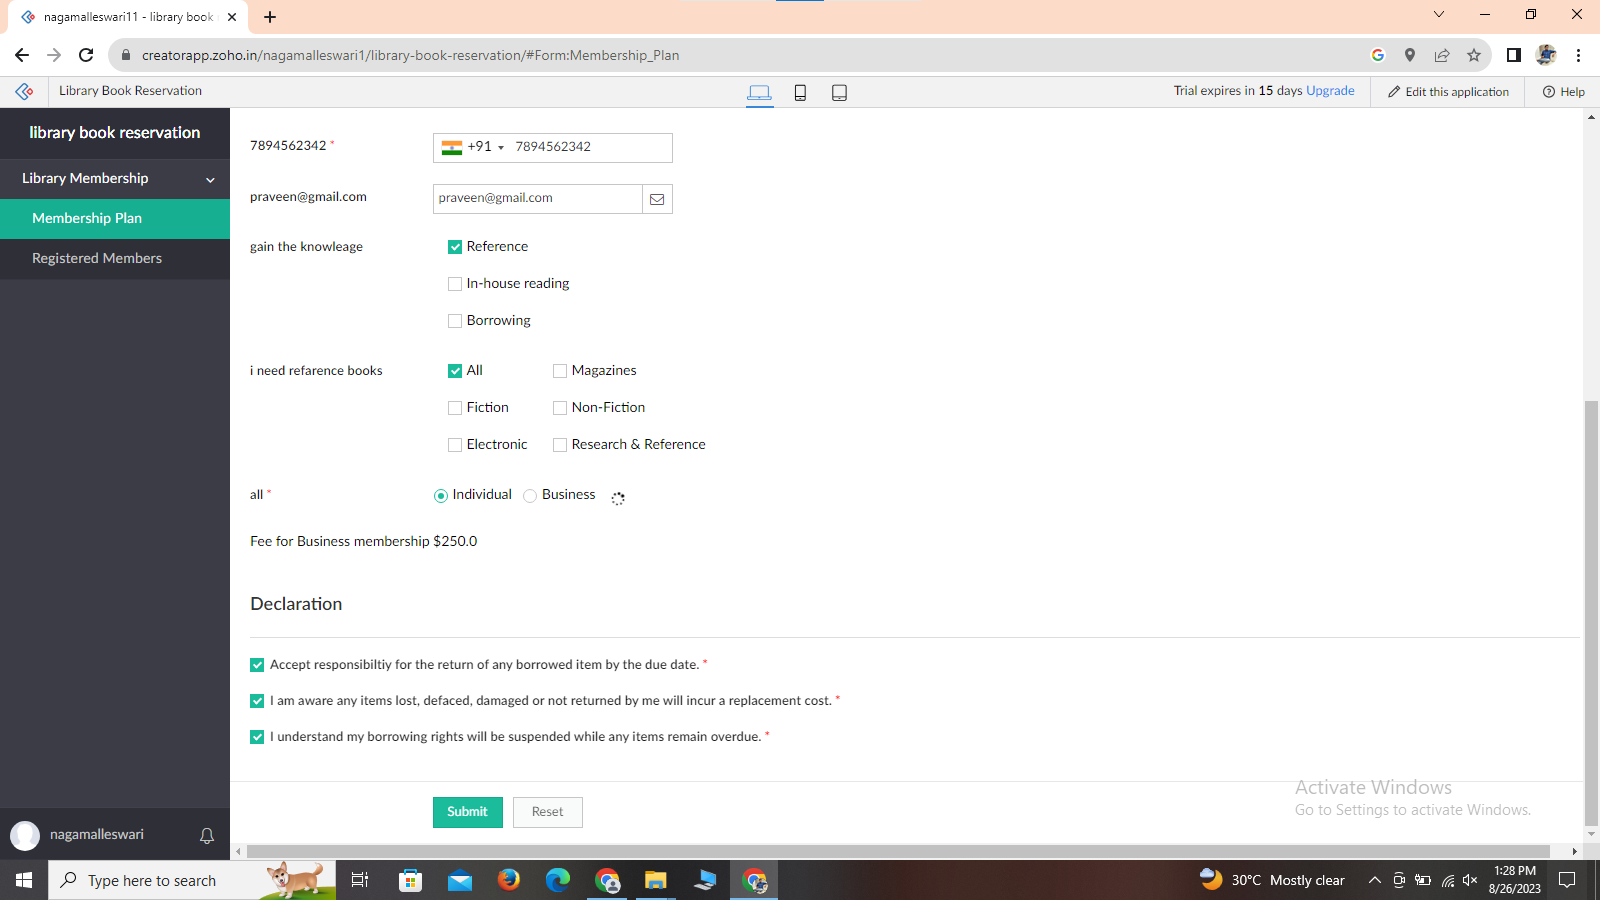 nagamalleswari11 - library book
creatorapp.zoho.in/nagamalleswari1/library-book-reservation/#Form:Membership_Plan
Library Book Reservation
Trial expires in 15 days Upgrade
Edit this application
Help
library book reservation
Library Membership
Membership Plan
Registered Members
7894562342 *
+91 7894562342
praveen@gmail.com
praveen@gmail.com
gain the knowleage
Reference
In-house reading
Borrowing
i need refarence books
All
Magazines
Fiction
Non-Fiction
Electronic
Research & Reference
all *
Individual
Business
Fee for Business membership $250.0
Declaration
Accept responsibiltiy for the return of any borrowed item by the due date. *
I am aware any items lost, defaced, damaged or not returned by me will incur a replacement cost. *
I understand my borrowing rights will be suspended while any items remain overdue. *
Submit
Reset
Activate Windows
Go to Settings to activate Windows.
nagamalleswari
Type here to search
30°C Mostly clear
1:28 PM
8/26/2023